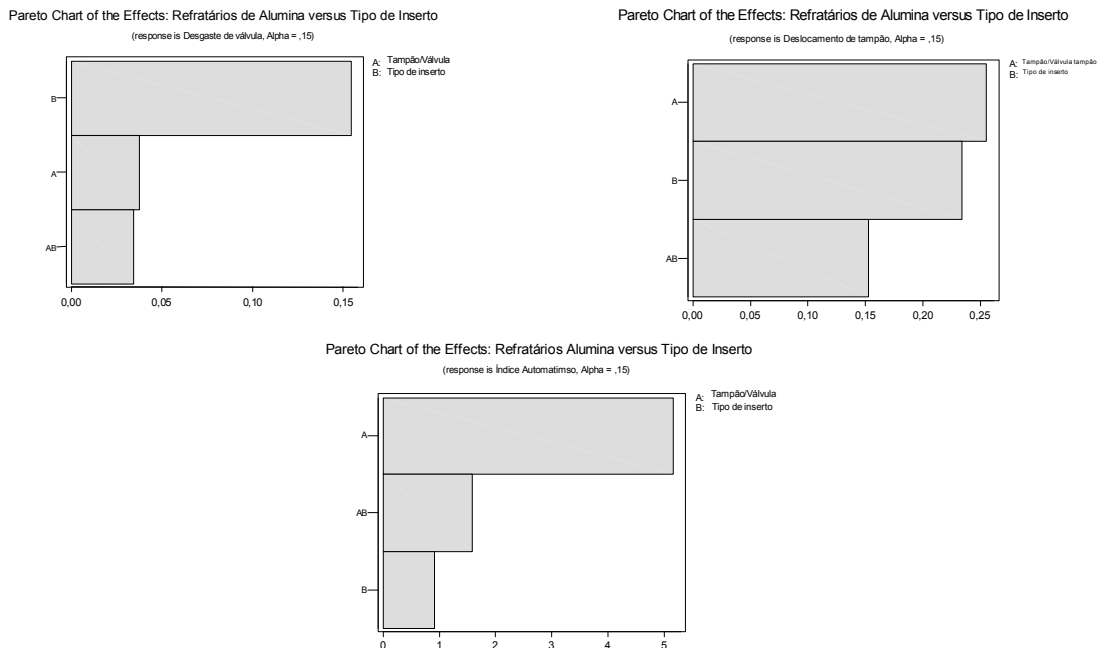 Pareto Chart of the Effects: Refratários de Alumina versus Tipo de Inserto
(response is Desgaste de válvula, Alpha = ,15)
A: Tampão/Válvula
B: Tipo de inserto
B
A
AB
0,00 0,05 0,10 0,15
Pareto Chart of the Effects: Refratários de Alumina versus Tipo de Inserto
(response is Deslocamento de tampão, Alpha = ,15)
A: Tampão/Válvula tampão
B: Tipo de inserto
A
B
AB
0,00 0,05 0,10 0,15 0,20 0,25
Pareto Chart of the Effects: Refratários Alumina versus Tipo de Inserto
(response is Índice Automatimso, Alpha = ,15)
A: Tampão/Válvula
B: Tipo de inserto
A
AB
B
0 1 2 3 4 5